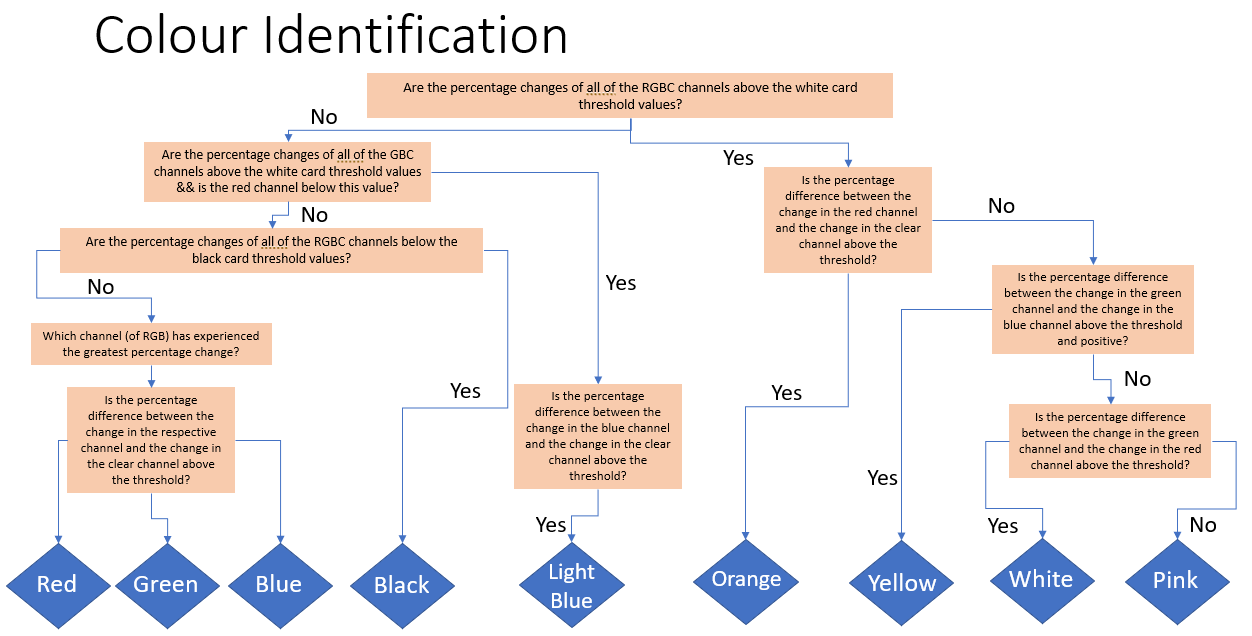 Colour Identification
Are the percentage changes of all of the RGBC channels above the white card
threshold values?
No
Yes
Are the percentage changes of all of the GBC
channels above the white card threshold values
&& is the red channel below this value?
Is the percentage
difference between the
change in the red channel
and the change in the clear
channel above the
threshold?
No
No
Are the percentage changes of all of the RGBC channels below the
black card threshold values?
Is the percentage difference
between the change in the green
channel and the change in the
blue channel above the threshold
and positive?
No
Yes
Which channel (of RGB) has experienced
the greatest percentage change?
No
Is the percentage
difference between the
change in the respective
channel and the change in
the clear channel above
the threshold?
Yes
Is the percentage
difference between the
change in the blue channel
and the change in the clear
channel above the
threshold?
Yes
Is the percentage difference
between the change in the green
channel and the change in the red
channel above the threshold?
Yes
Yes
Yes
No
Red
Green
Blue
Black
Light
Blue
Orange
Yellow
White
Pink